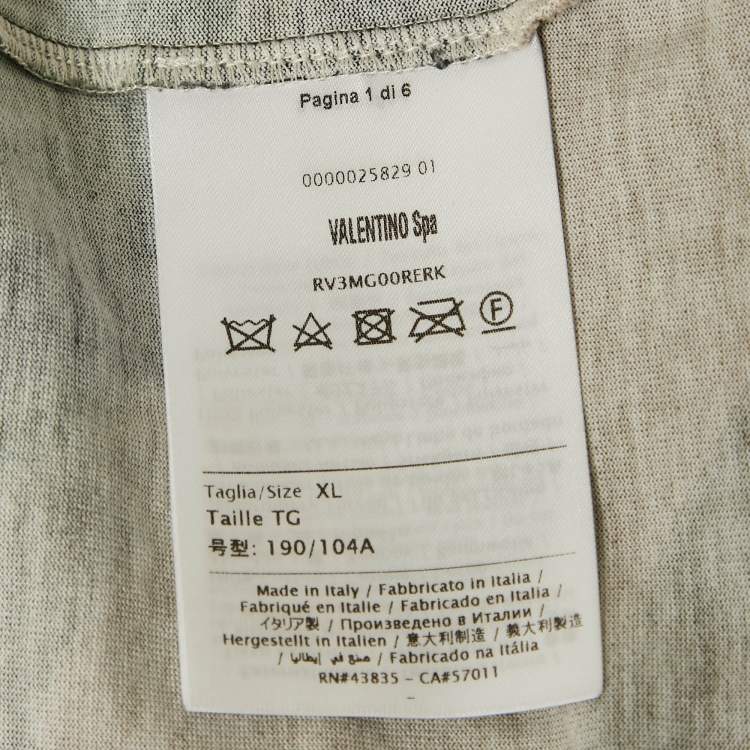 Pagina 1 di 6
0000025829 01
VALENTINO Spa
RV3MG00RERK
F
Taglia/Size XL
Taille TG
号型: 190/104A
Made in Italy / Fabbricato in Italia /
Fabriqué en Italie / Fabricado en Italia /
イタリア製 / Произведено в Италии /
Hergestellt in Italien / 意大利制造 / 義大利製造
/ صنع في إيطاليا / Fabricado na Itália
RN#43835 - CA#57011